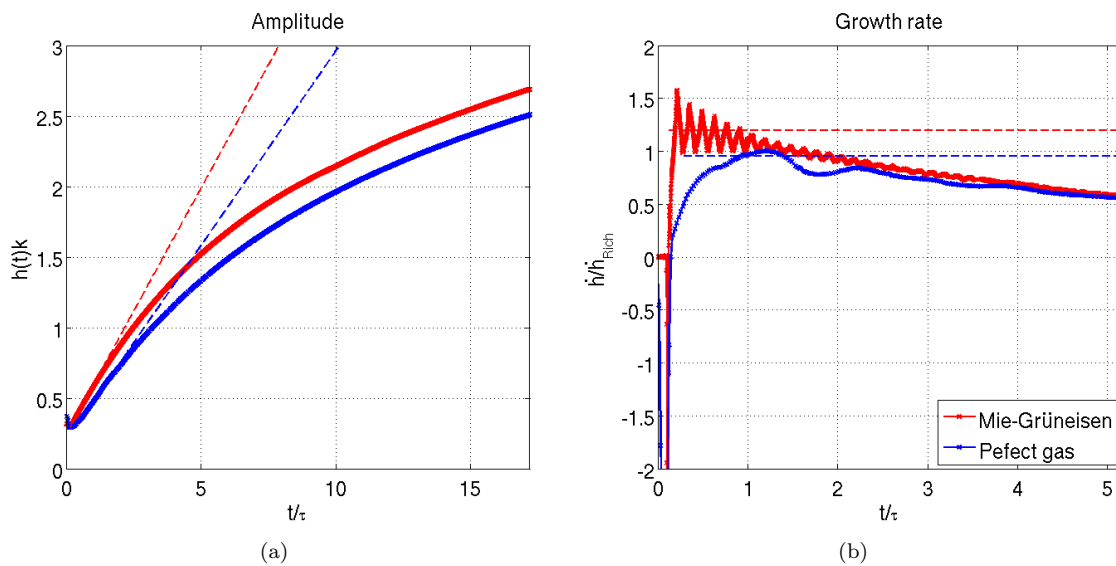 Amplitude
3
2.5
2
1.5
1
0.5
0
h(t)k
0 5 10 15
t/τ
(a)
Growth rate
2
1.5
1
0.5
0
-0.5
-1
-1.5
-2
ḣ/ḣRich
0 1 2 3 4 5
t/τ
Mie-Grüneisen
Pefect gas
(b)